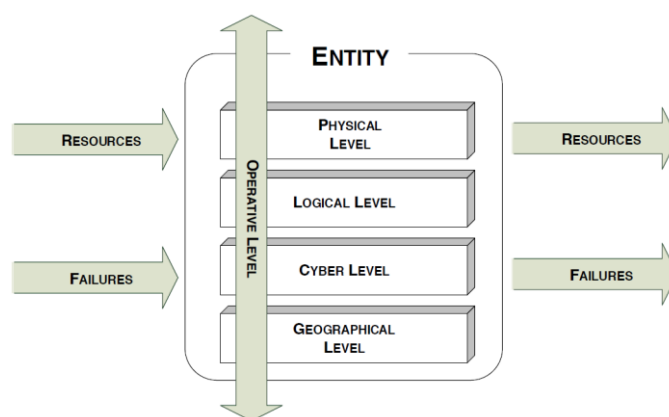 ENTITY
RESOURCES
PHYSICAL
LEVEL
RESOURCES
OPERATIVE LEVEL
LOGICAL LEVEL
FAILURES
CYBER LEVEL
FAILURES
GEOGRAPHICAL
LEVEL